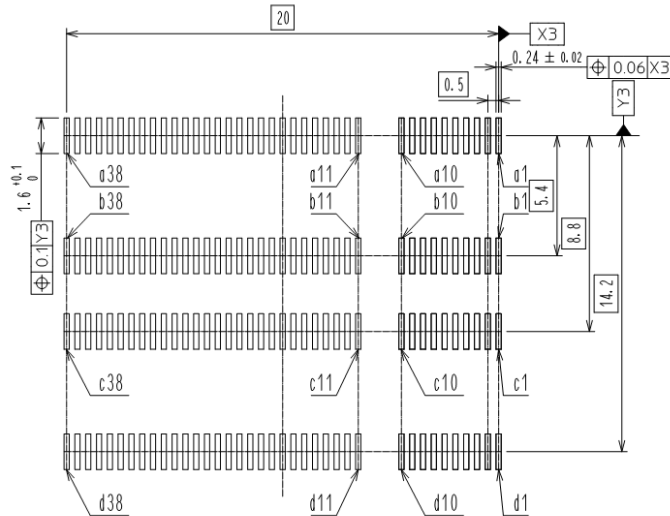 20
X3
0.24 ± 0.02
⌖ 0.06 X3
0.5
Y3
a38
a11
a10
a1
1.6 +0.1 0
b38
b11
b10
b1
5.4
⌖ 0.1 Y3
8.8
14.2
c38
c11
c10
c1
d38
d11
d10
d1